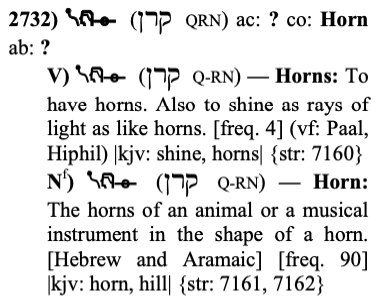 2732) 𐤒𐤓𐤍 (קרן QRN) ac: ? co: Horn
ab: ?
V) (קרן Q-RN) — Horns: To
have horns. Also to shine as rays of
light as like horns. [freq. 4] (vf: Paal,
Hiphil) |kjv: shine, horns| {str: 7160}
Nᶠ) (קרן Q-RN) — Horn:
The horns of an animal or a musical
instrument in the shape of a horn.
[Hebrew and Aramaic] [freq. 90]
|kjv: horn, hill| {str: 7161, 7162}